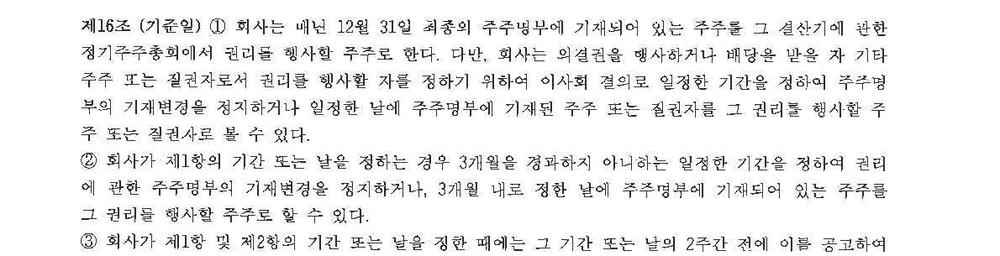 제16조 (기준일) ① 회사는 매년 12월 31일 최종의 주주명부에 기재되어 있는 주주를 그 결산기에 관한
정기주주총회에서 권리를 행사할 주주로 한다. 다만, 회사는 의결권을 행사하거나 배당을 받을 자 기타
주주 또는 질권자로서 권리를 행사할 자를 정하기 위하여 이사회 결의로 일정한 기간을 정하여 주주명
부의 기재변경을 정지하거나 일정한 날에 주주명부에 기재된 주주 또는 질권자를 그 권리를 행사할 주
주 또는 질권자로 볼 수 있다.
② 회사가 제1항의 기간 또는 날을 정하는 경우 3개월을 경과하지 아니하는 일정한 기간을 정하여 권리
에 관한 주주명부의 기재변경을 정지하거나, 3개월 내로 정한 날에 주주명부에 기재되어 있는 주주를
그 권리를 행사할 주주로 할 수 있다.
③ 회사가 제1항 및 제2항의 기간 또는 날을 정한 때에는 그 기간 또는 날의 2주간 전에 이를 공고하여